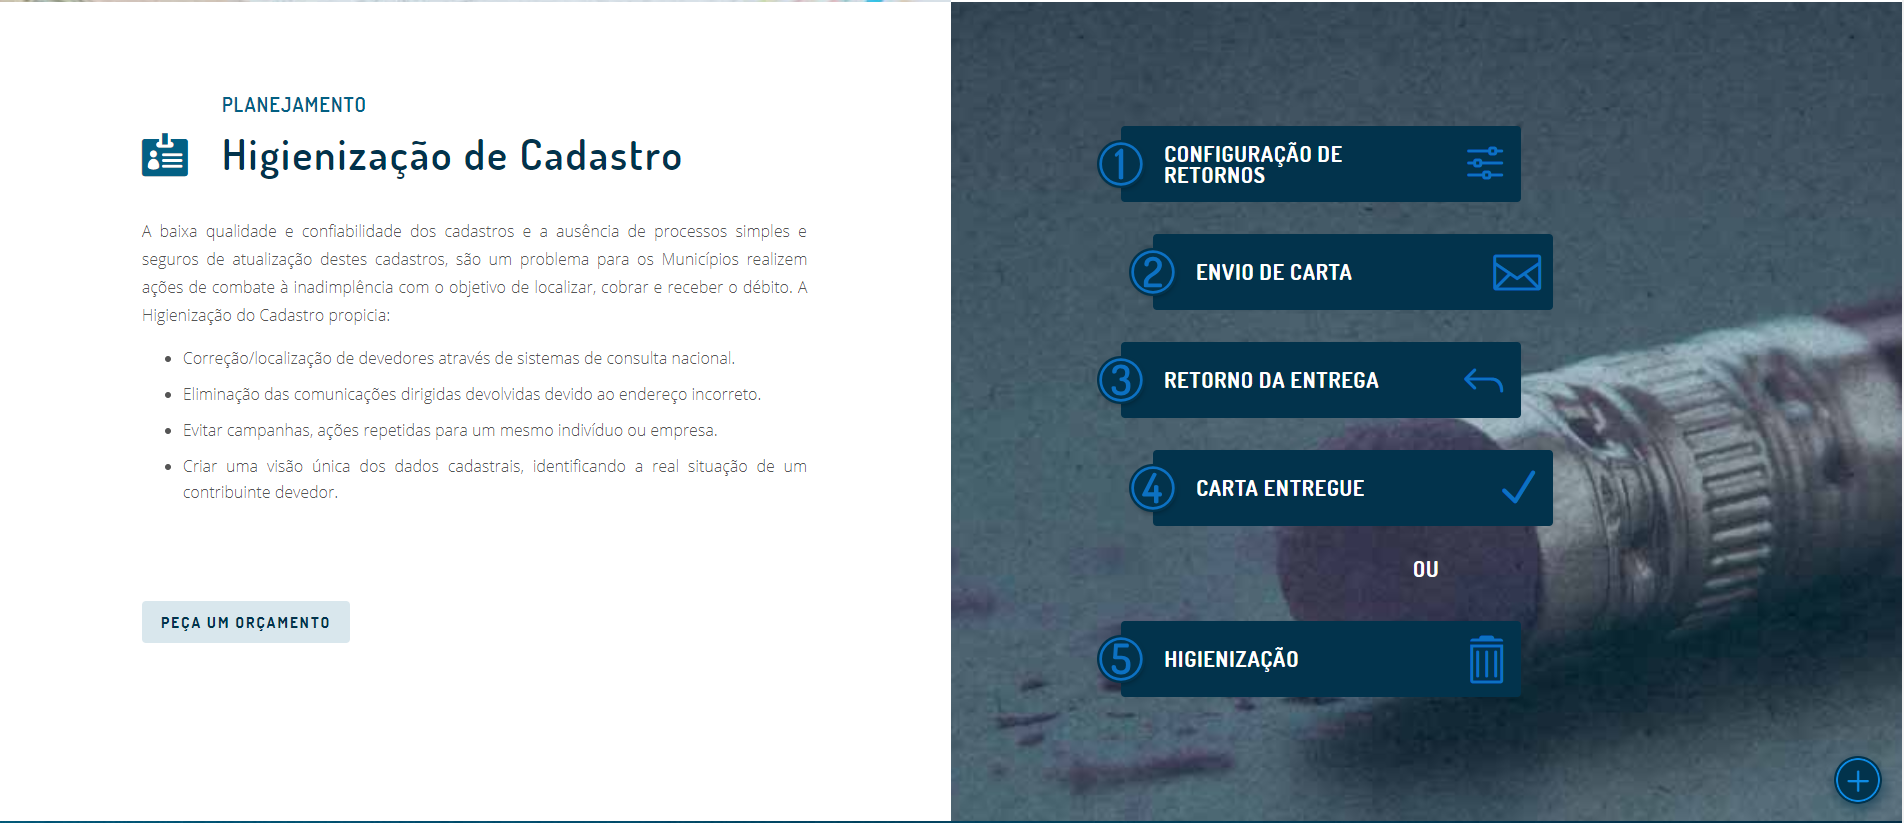 PLANEJAMENTO
Higienização de Cadastro
A baixa qualidade e confiabilidade dos cadastros e a ausência de processos simples e
seguros de atualização destes cadastros, são um problema para os Municípios realizem
ações de combate à inadimplência com o objetivo de localizar, cobrar e receber o débito. A
Higienização do Cadastro propicia:
• Correção/localização de devedores através de sistemas de consulta nacional.
• Eliminação das comunicações dirigidas devolvidas devido ao endereço incorreto.
• Evitar campanhas, ações repetidas para um mesmo indivíduo ou empresa.
• Criar uma visão única dos dados cadastrais, identificando a real situação de um
contribuinte devedor.
PEÇA UM ORÇAMENTO
1 CONFIGURAÇÃO DE
RETORNOS
2 ENVIO DE CARTA
3 RETORNO DA ENTREGA
4 CARTA ENTREGUE
OU
5 HIGIENIZAÇÃO